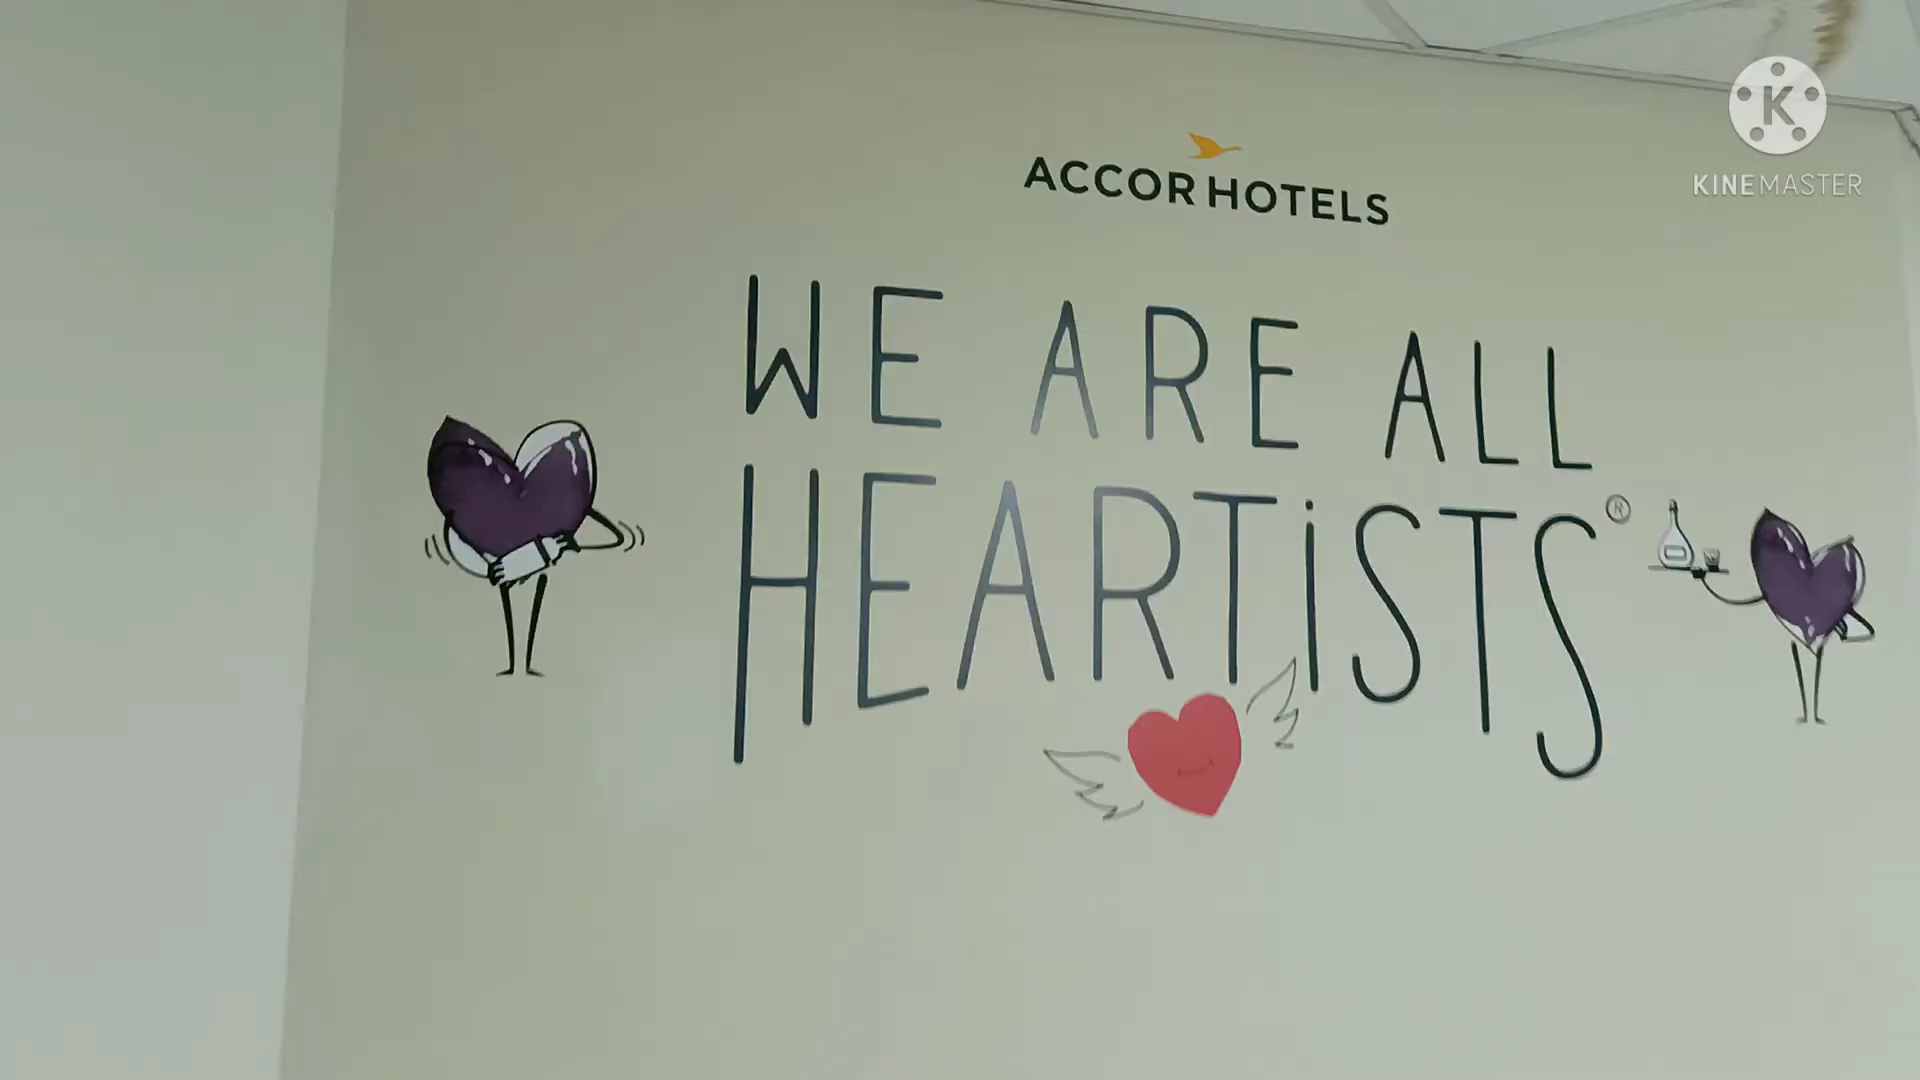 K
KINEMASTER
ACCOR HOTELS
WE ARE ALL
HEARTiSTS®